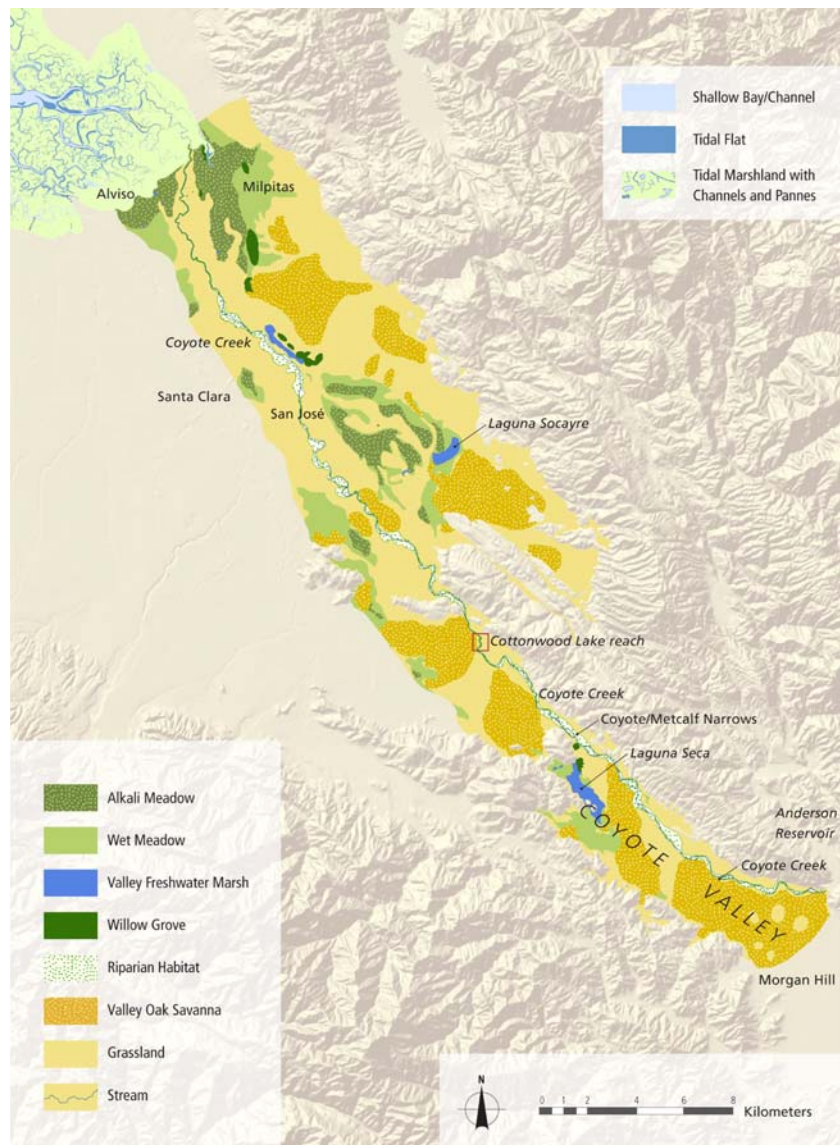 Shallow Bay/Channel
Tidal Flat
Tidal Marshland with
Channels and Pannes
Alviso
Milpitas
Coyote Creek
Santa Clara
San José
Laguna Socayre
Cottonwood Lake reach
Coyote Creek
Coyote/Metcalf Narrows
Laguna Seca
COYOTE VALLEY
Anderson
Reservoir
Coyote Creek
Morgan Hill
Alkali Meadow
Wet Meadow
Valley Freshwater Marsh
Willow Grove
Riparian Habitat
Valley Oak Savanna
Grassland
Stream
N
0 1 2 4 6 8
Kilometers